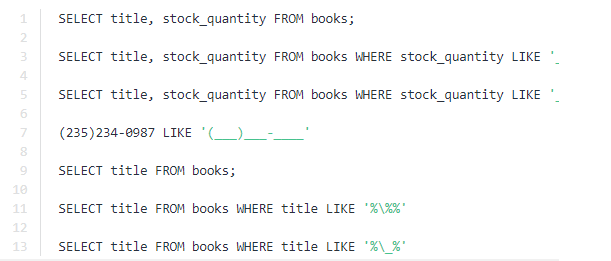 1 SELECT title, stock_quantity FROM books;
2
3 SELECT title, stock_quantity FROM books WHERE stock_quantity LIKE '_
4
5 SELECT title, stock_quantity FROM books WHERE stock_quantity LIKE '_
6
7 (235)234-0987 LIKE '(___)___-____'
8
9 SELECT title FROM books;
10
11 SELECT title FROM books WHERE title LIKE '%\%%'
12
13 SELECT title FROM books WHERE title LIKE '%\_%'